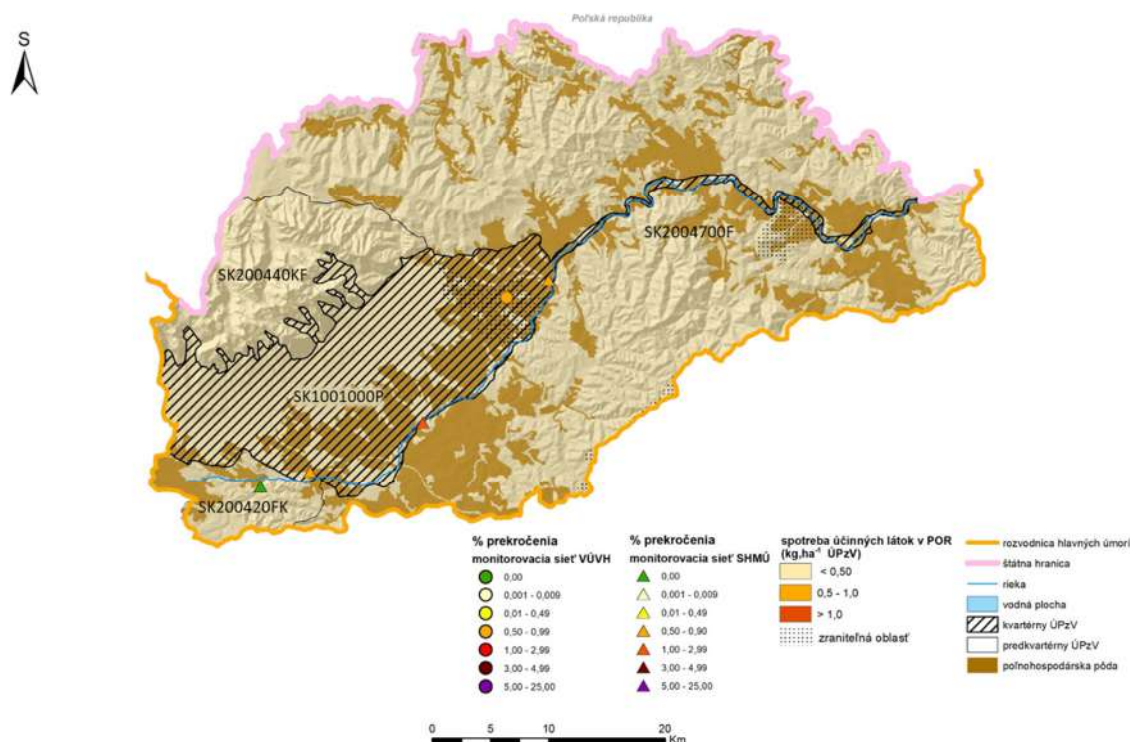 Poľská republika
S
SK2004700F
SK200440KF
SK1001000P
SK200420FK
% prekročenia
monitorovacia sieť VÚVH
0,00
0,001 - 0,009
0,01 - 0,49
0,50 - 0,99
1,00 - 2,99
3,00 - 4,99
5,00 - 25,00
% prekročenia
monitorovacia sieť SHMÚ
0,00
0,001 - 0,009
0,01 - 0,49
0,50 - 0,90
1,00 - 2,99
3,00 - 4,99
5,00 - 25,00
spotreba účinných látok v POR
(kg,ha⁻¹ ÚPzV)
< 0,50
0,5 - 1,0
> 1,0
zraniteľná oblasť
rozvodnica hlavných úmorí
štátna hranica
rieka
vodná plocha
kvartérny ÚPzV
predkvartérny ÚPzV
poľnohospodárska pôda
0 5 10 20
Km